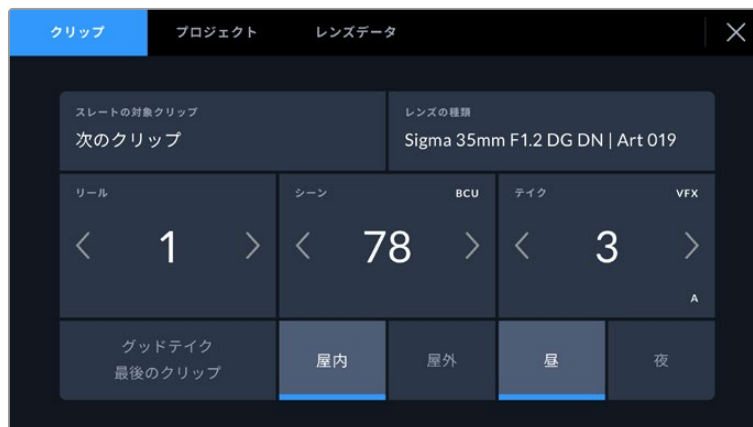 クリップ プロジェクト レンズデータ
スレートの対象クリップ レンズの種類
次のクリップ Sigma 35mm F1.2 DG DN | Art 019
リール シーン BCU テイク VFX
1 78 3
A
グッドテイク
最後のクリップ
屋内 屋外 昼 夜